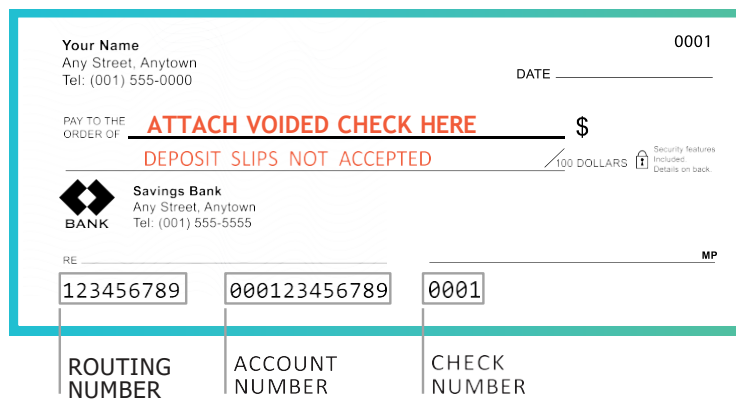 Your Name
0001
Any Street, Anytown
Tel: (001) 555-0000
DATE
PAY TO THE
ORDER OF
ATTACH VOIDED CHECK HERE
$
DEPOSIT SLIPS NOT ACCEPTED
/100 DOLLARS
Security features
Included.
Details on back.
Savings Bank
Any Street, Anytown
Tel: (001) 555-5555
BANK
RE
MP
123456789
000123456789
0001
ROUTING
NUMBER
ACCOUNT
NUMBER
CHECK
NUMBER